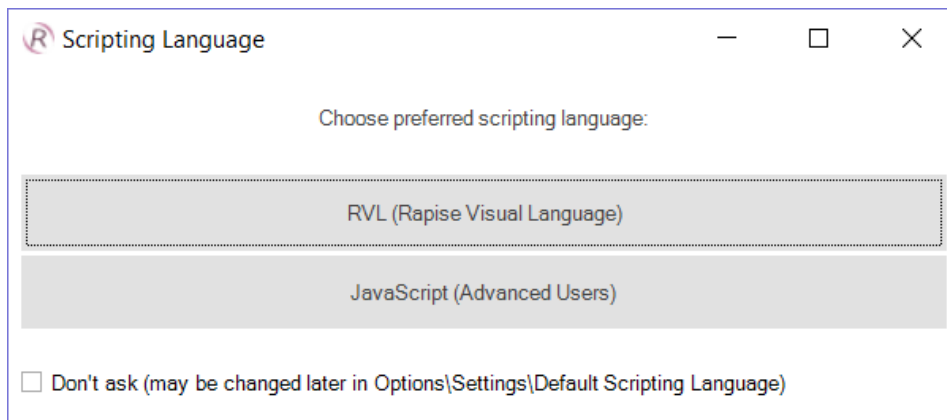 Scripting Language
Choose preferred scripting language:
RVL (Rapise Visual Language)
JavaScript (Advanced Users)
Don't ask (may be changed later in Options\Settings\Default Scripting Language)